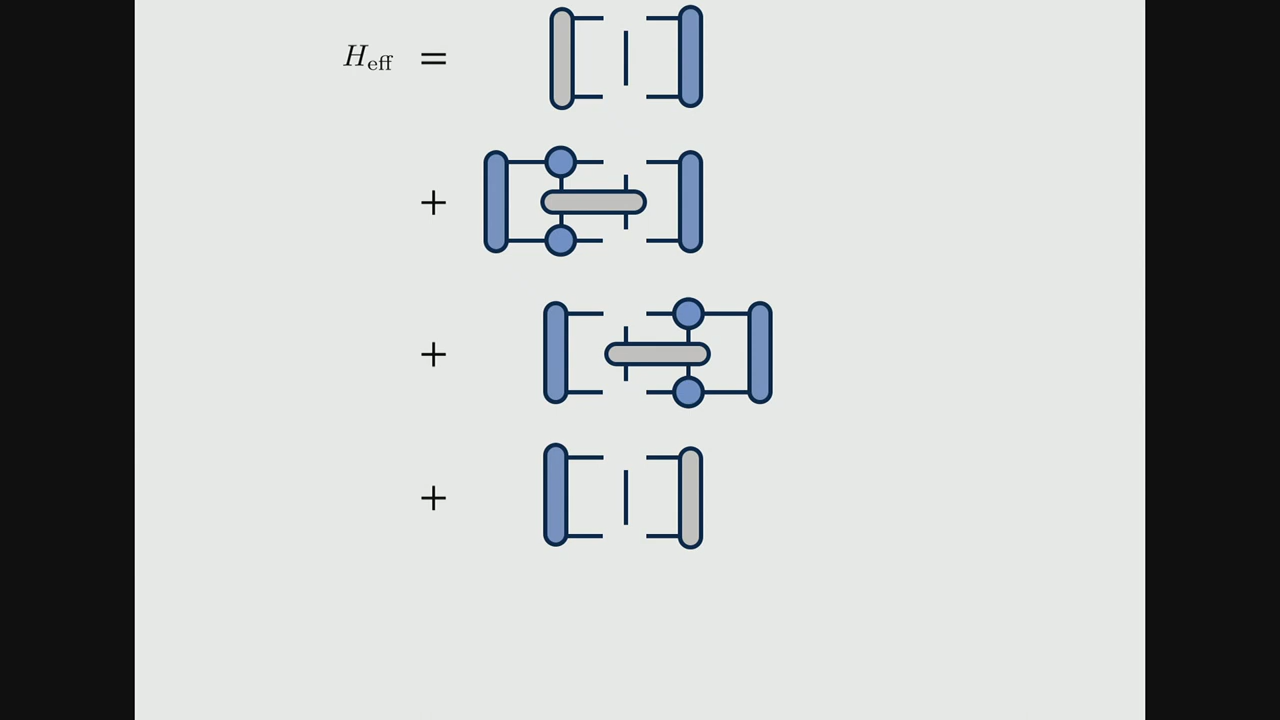 H_eff =
+
+
+